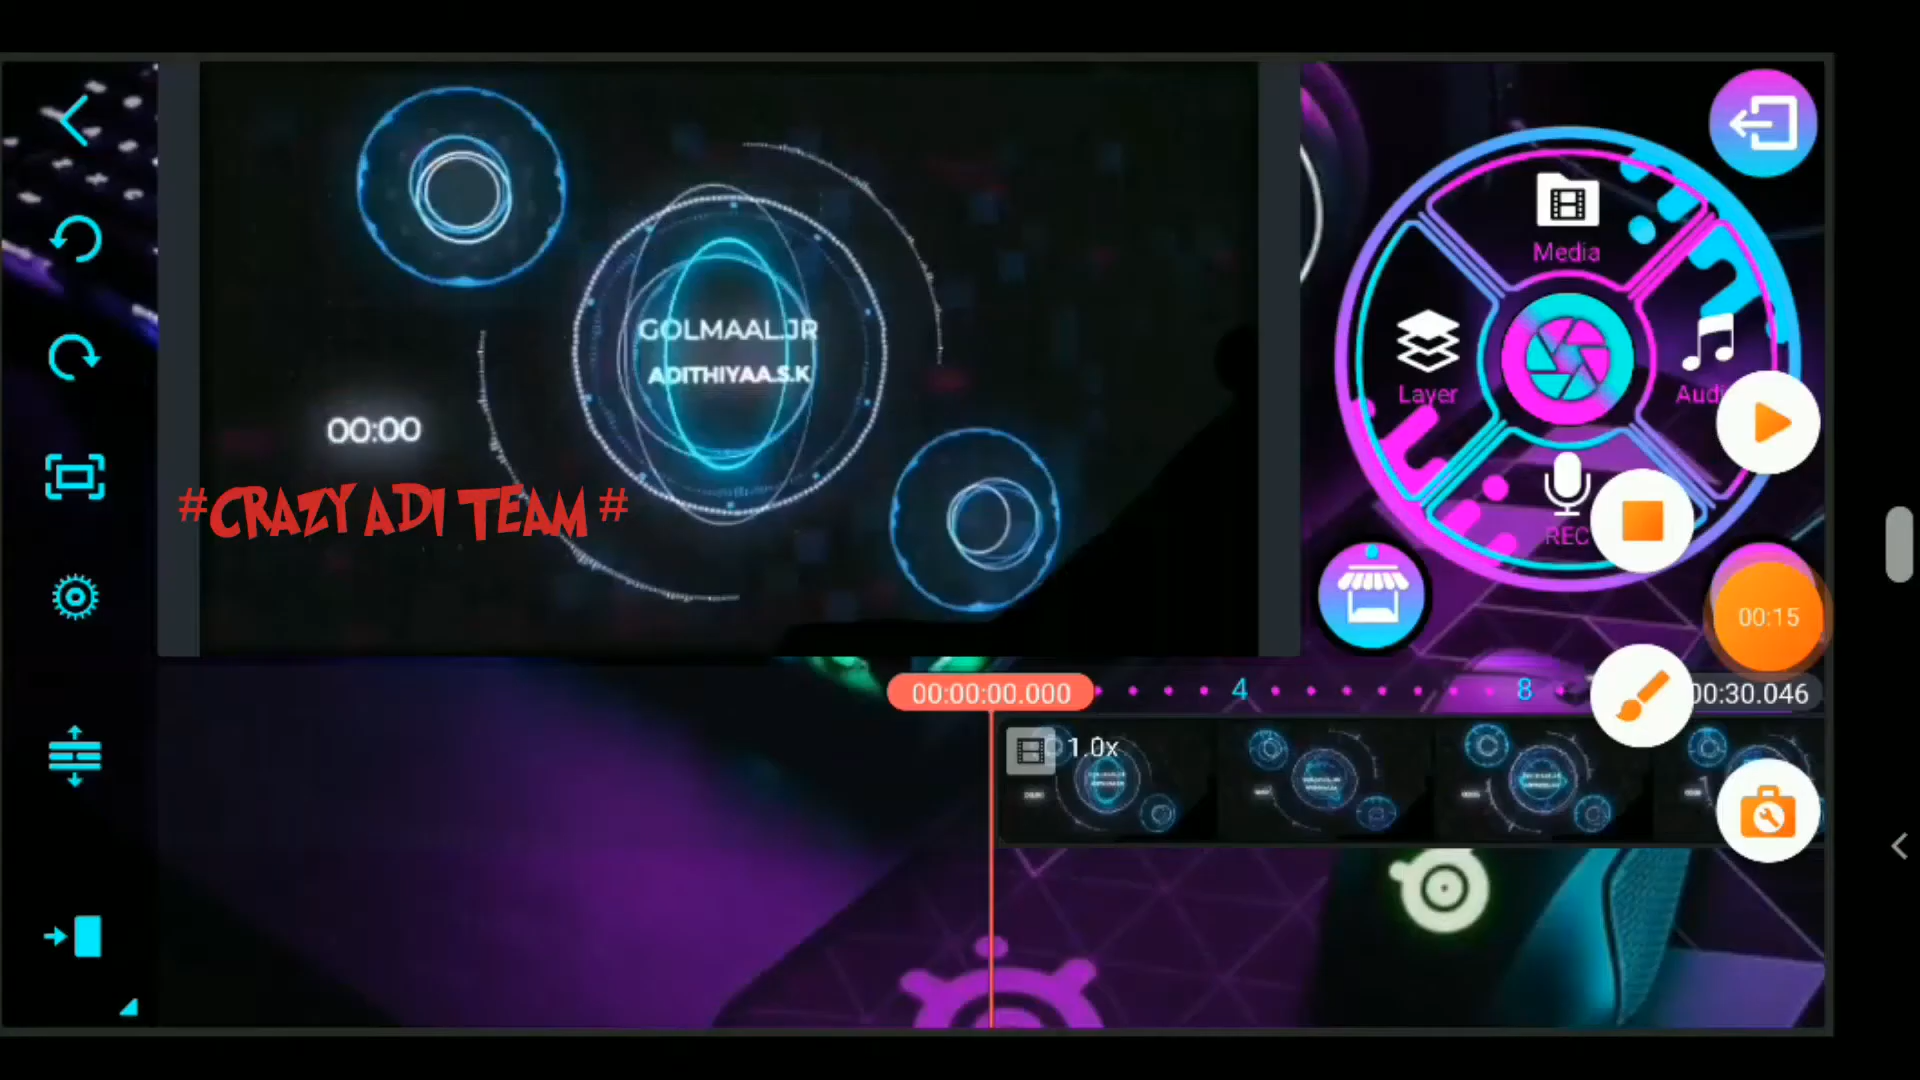 GOLMAAL.JR
ADITHIYAA.S.K
00:00
#CRAZY ADI TEAM #
Media
Layer
Audi
REC
00:15
00:00:00.000
4
8
00:30.046
1.0x